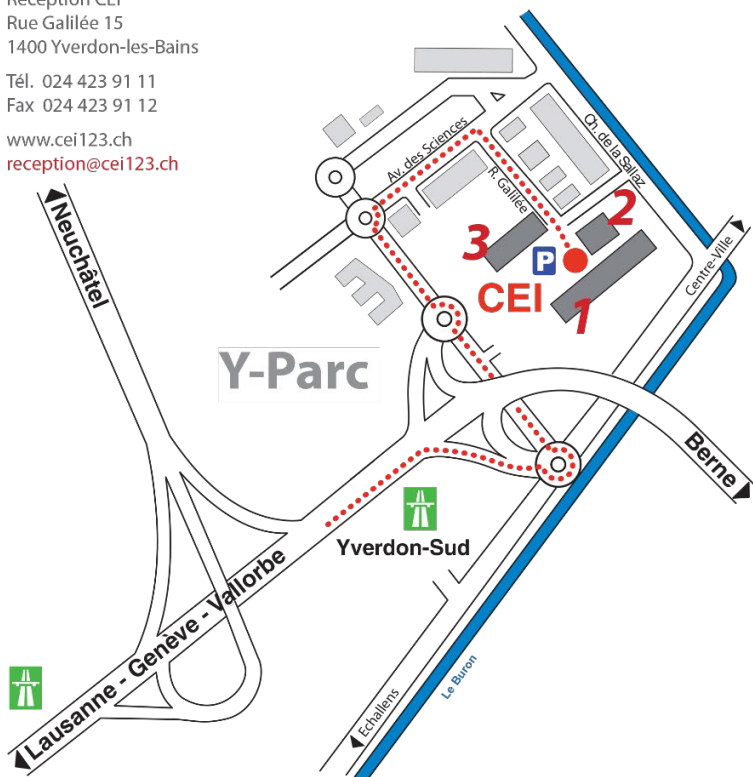 Réception CEI
Rue Galilée 15
1400 Yverdon-les-Bains
Tél. 024 423 91 11
Fax 024 423 91 12
www.cei123.ch
reception@cei123.ch
Neuchâtel
Av. des Sciences
R. Galilée
Ch. de la Sallaz
2
3
P
CEI
1
Centre-Ville
Y-Parc
Berne
Yverdon-Sud
Lausanne - Genève - Vallorbe
Echallens
Le Buron